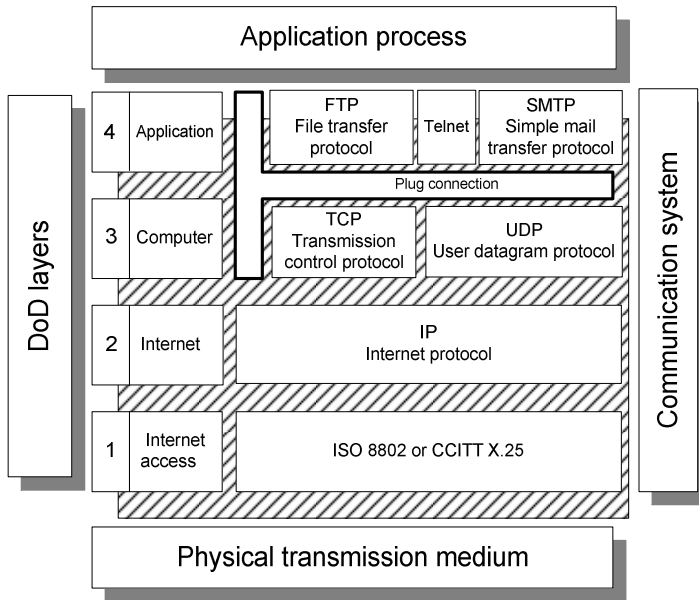 Application process
DoD layers
4 Application
FTP
File transfer
protocol
Telnet
SMTP
Simple mail
transfer protocol
Plug connection
3 Computer
TCP
Transmission
control protocol
UDP
User datagram protocol
2 Internet
IP
Internet protocol
1 Internet
access
ISO 8802 or CCITT X.25
Communication system
Physical transmission medium